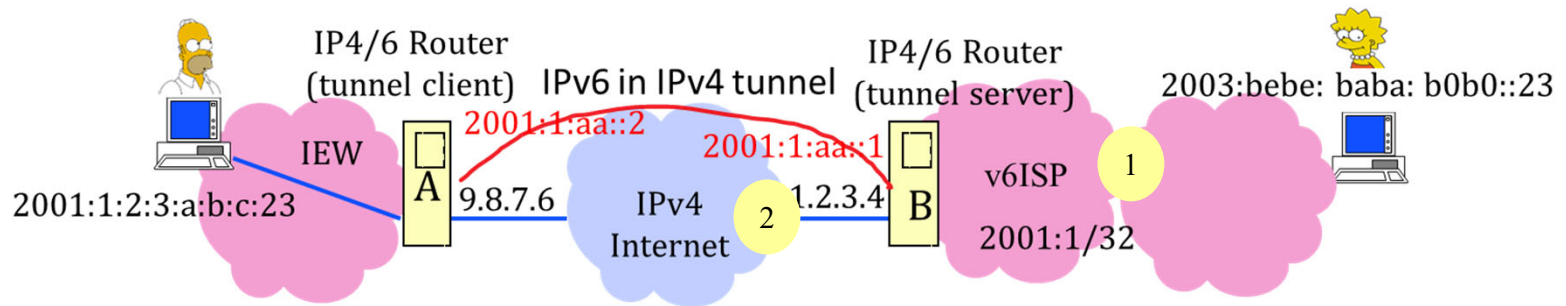 IP4/6 Router
(tunnel client)
IPv6 in IPv4 tunnel
IP4/6 Router
(tunnel server)
2003:bebe: baba: b0b0::23
2001:1:aa::2
2001:1:aa::1
IEW
A
9.8.7.6
IPv4
Internet
2
1.2.3.4
B
v6ISP
1
2001:1:2:3:a:b:c:23
2001:1/32